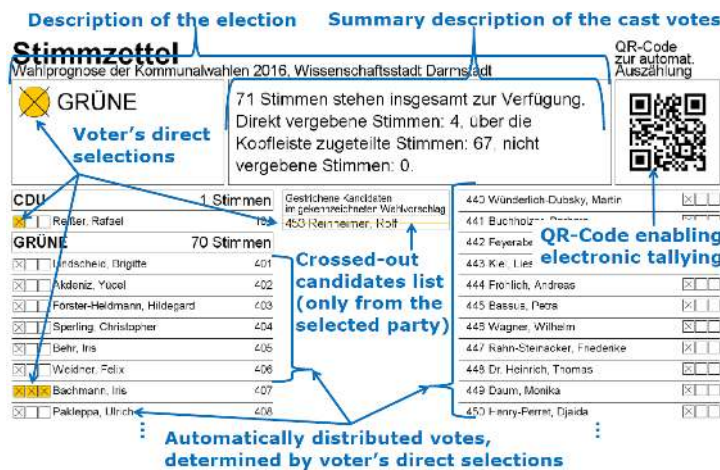 Description of the election
Summary description of the cast votes
Stimmzettel
Wahlprognose der Kommunalwahlen 2016, Wissenschaftsstadt Darmstadt
QR-Code
zur automat.
Auszählung
GRÜNE
71 Stimmen stehen insgesamt zur Verfügung.
Direkt vergebene Stimmen: 4, über die
Kopfleiste zugeteilte Stimmen: 67, nicht
vergebene Stimmen: 0.
Voter's direct
selections
CDU 1 Stimmen
Reißer, Rafael
GRÜNE 70 Stimmen
Lindscheid, Brigitte 401
Akdeniz, Yücel 402
Förster-Heldmann, Hildegard 403
Sperling, Christopher 404
Behr, Iris 405
Weidner, Felix 406
Bachmann, Iris 407
Pakleppa, Ulrich 408
Gestrichene Kandidaten
im gekennzeichneter Wahlvorschlag
453 Reinheimer, Rolf
Crossed-out
candidates list
(only from the
selected party)
440 Wünderlich-Dubsky, Martin
441 Buchholzer,
442
443 Kiel,
444 Fröhlich, Andreas
445 Bassus, Petra
446 Wagner, Wilhelm
447 Rahn-Steinacker, Friederike
448 Dr. Heinrich, Thomas
449 Daum, Monika
450 Henry-Perret, Djaida
QR-Code enabling
electronic tallying
Automatically distributed votes,
determined by voter's direct selections